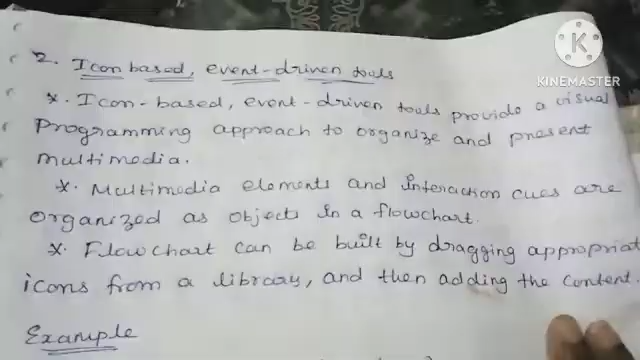 KINEMASTER
2. Icon based, event-driven tools
*. Icon-based, event-driven tools provide a visual
Programming approach to organize and present
multimedia.
*. Multimedia elements and interaction cues are
organized as objects in a flowchart.
*. Flowchart can be built by dragging appropriat
icons from a library, and then adding the content.
Example